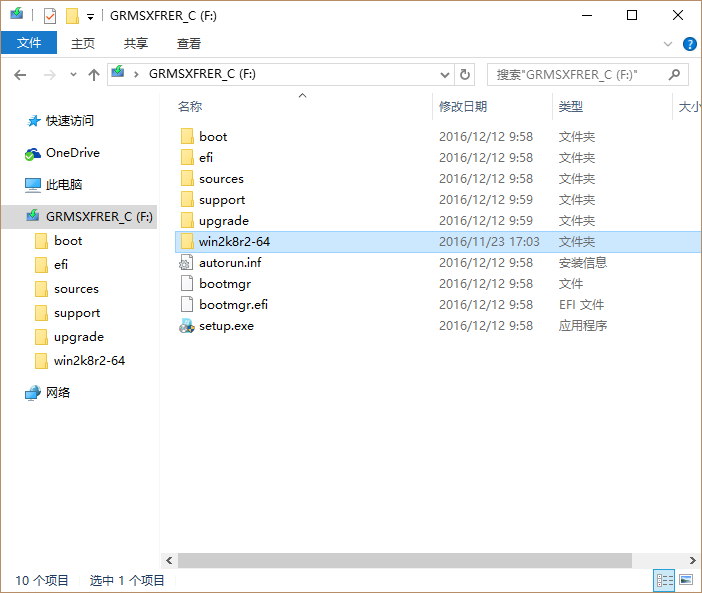 GRMSXFRER_C (F:)
文件 主页 共享 查看
GRMSXFRER_C (F:) 搜索"GRMSXFRER_C (F:)"
名称 修改日期 类型 大小
快速访问
OneDrive
此电脑
GRMSXFRER_C (F:)
boot
efi
sources
support
upgrade
win2k8r2-64
网络
boot 2016/12/12 9:58 文件夹
efi 2016/12/12 9:58 文件夹
sources 2016/12/12 9:58 文件夹
support 2016/12/12 9:59 文件夹
upgrade 2016/12/12 9:59 文件夹
win2k8r2-64 2016/11/23 17:03 文件夹
autorun.inf 2016/12/12 9:58 安装信息
bootmgr 2016/12/12 9:58 文件
bootmgr.efi 2016/12/12 9:58 EFI 文件
setup.exe 2016/12/12 9:58 应用程序
10 个项目 选中 1 个项目